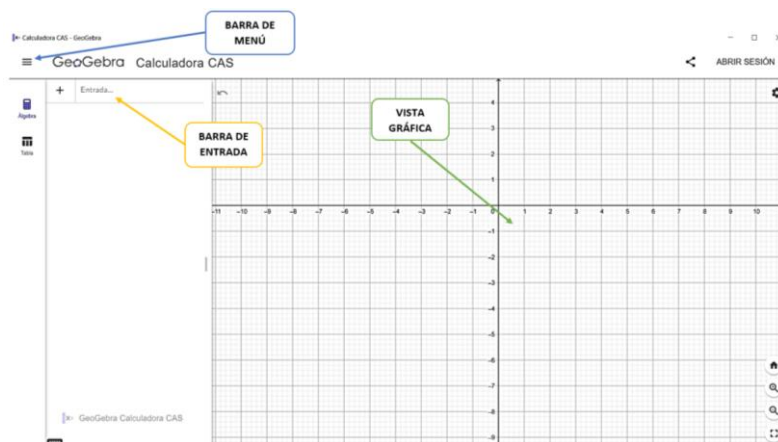 BARRA DE
MENÚ
Calculadora CAS - GeoGebra
GeoGebra Calculadora CAS
ABRIR SESIÓN
+ Entrada...
Álgebra
Tabla
BARRA DE
ENTRADA
VISTA
GRÁFICA
4
3
2
1
-11 -10 -9 -8 -7 -6 -5 -4 -3 -2 -1 0 1 2 3 4 5 6 7 8 9 10
-1
-2
-3
-4
-5
-6
-7
-8
-9
GeoGebra Calculadora CAS